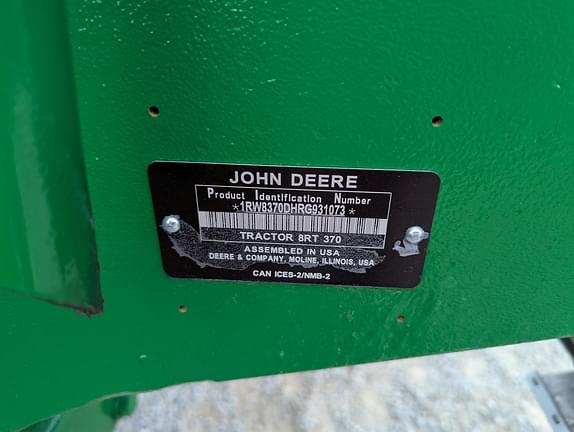 JOHN DEERE
Product Identification Number
*1RW8370DHRG931073*
TRACTOR 8RT 370
ASSEMBLED IN USA
DEERE & COMPANY, MOLINE, ILLINOIS, USA
CAN ICES-2/NMB-2